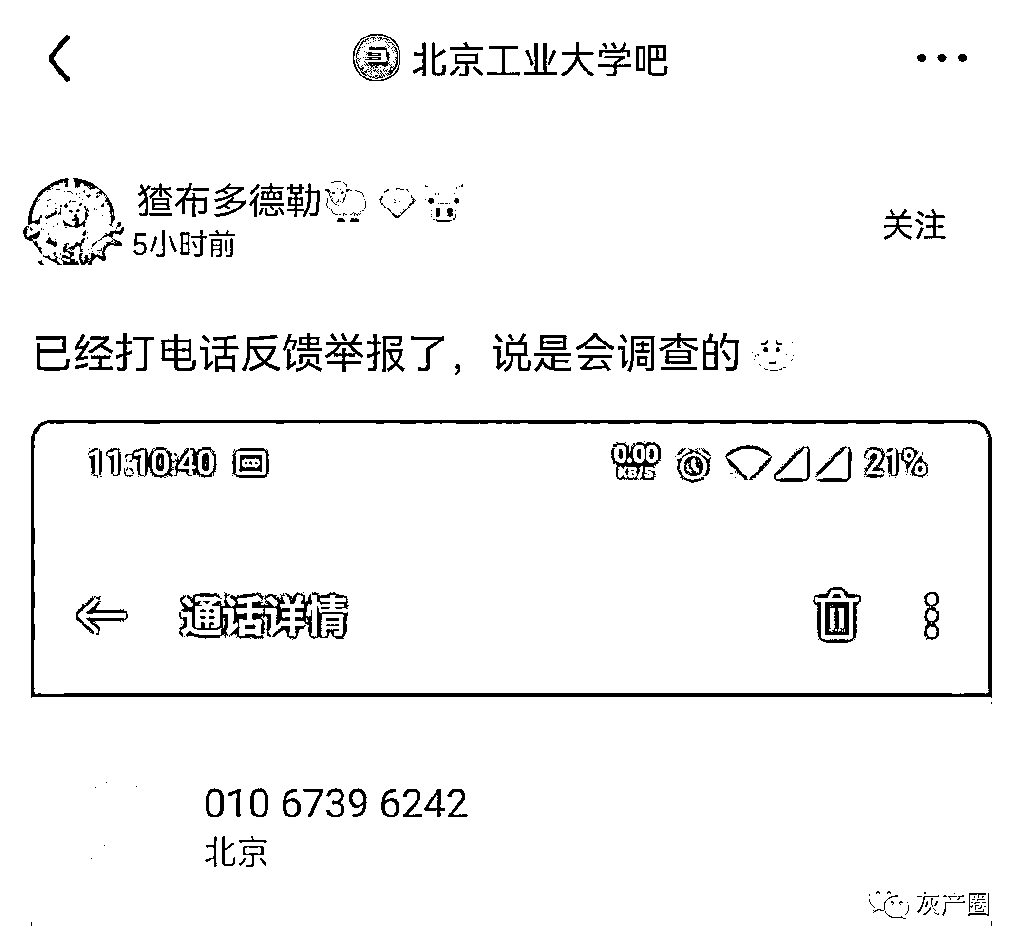 北京工业大学吧
猹布多德勒
5小时前
关注
已经打电话反馈举报了，说是会调查的
11:10:40
0.00
KB/S
21%
通话详情
010 6739 6242
北京
灰产圈